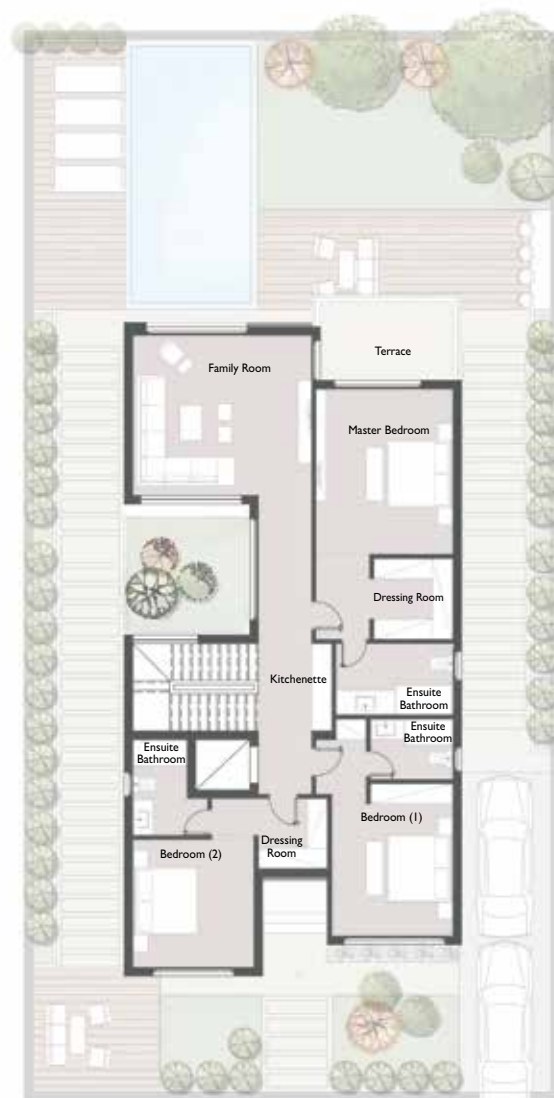 Terrace
Family Room
Master Bedroom
Dressing Room
Kitchenette
Ensuite
Bathroom
Ensuite
Bathroom
Ensuite
Bathroom
Bedroom (1)
Dressing
Room
Bedroom (2)